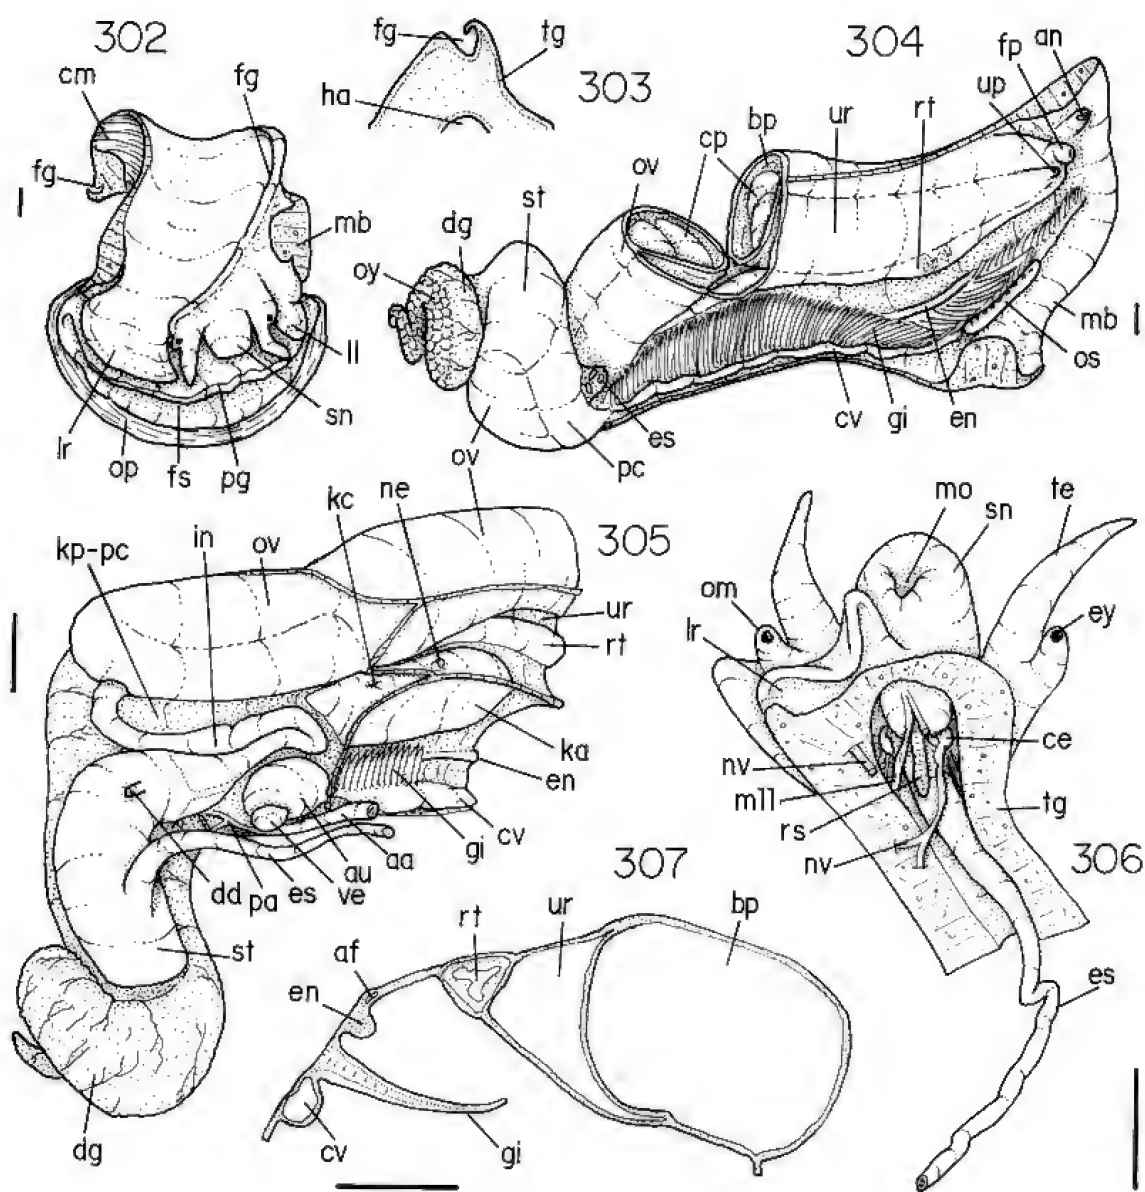 302
cm
fg
fg
mb
ll
sn
pg
fs
op
lr
303
fg
tg
ha
304
fp
an
up
rt
ur
bp
cp
ov
st
dg
oy
ov
pc
es
cv
gi
en
os
mb
305
kp-pc
in
ov
kc
ne
ur
rt
ka
en
cv
gi
aa
au
ve
es
pa
dd
st
dg
306
mo
sn
te
om
lr
ey
ce
nv
mll
rs
nv
tg
es
307
bp
ur
rt
af
en
cv
gi